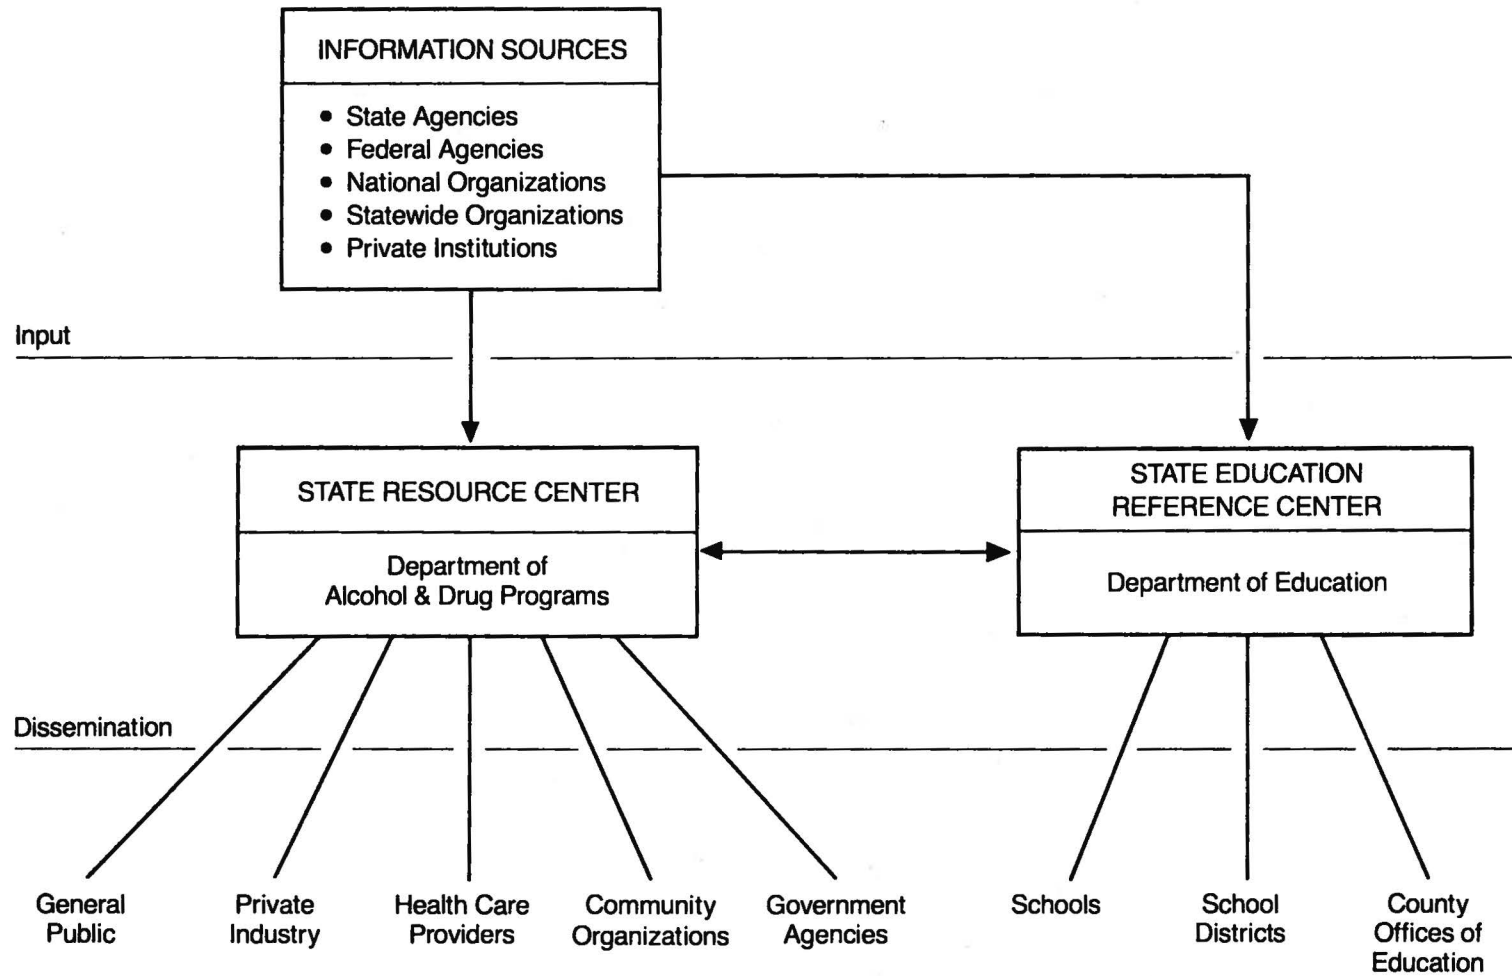 INFORMATION SOURCES
• State Agencies
• Federal Agencies
• National Organizations
• Statewide Organizations
• Private Institutions
Input
STATE RESOURCE CENTER
Department of
Alcohol & Drug Programs
STATE EDUCATION
REFERENCE CENTER
Department of Education
Dissemination
General
Public
Private
Industry
Health Care
Providers
Community
Organizations
Government
Agencies
Schools
School
Districts
County
Offices of
Education